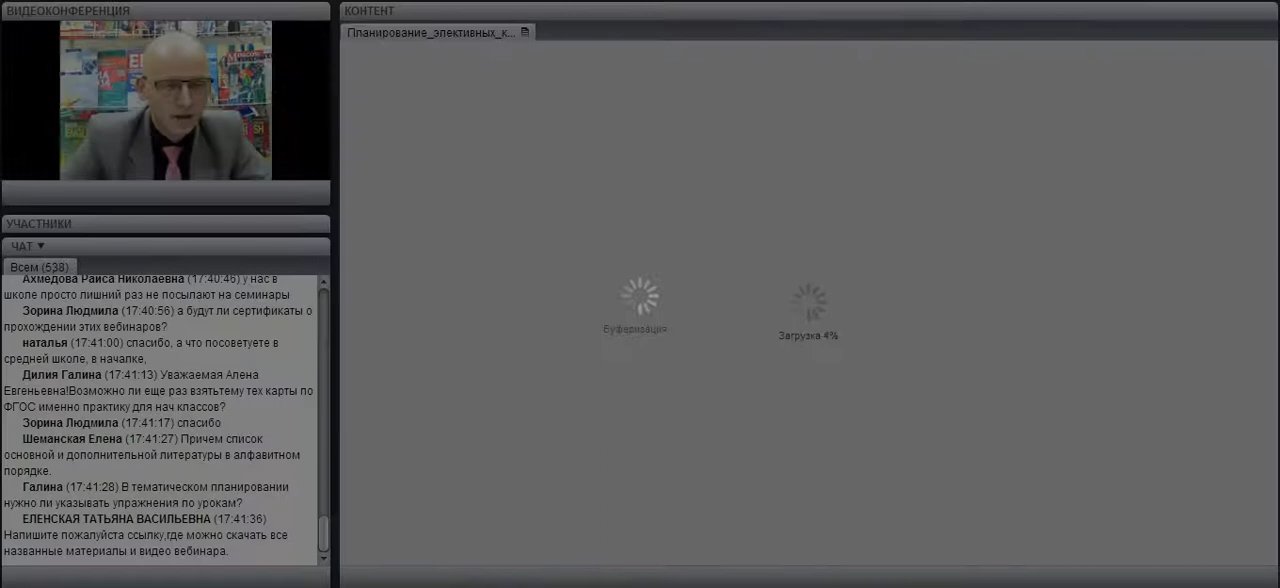 ВИДЕОКОНФЕРЕНЦИЯ
КОНТЕНТ
Планирование_элективных_к...
УЧАСТНИКИ
ЧАТ ▼
Всем (538)
Ахмедова Раиса Николаевна (17:40:46) у нас в
школе просто лишний раз не посылают на семинары
Зорина Людмила (17:40:56) а будут ли сертификаты о
прохождении этих вебинаров?
наталья (17:41:00) спасибо, а что посоветуете в
средней школе, в началке,
Дилия Галина (17:41:13) Уважаемая Алена
Евгеньевна!Возможно ли еще раз взятьтему тех карты по
ФГОС именно практику для нач классов?
Зорина Людмила (17:41:17) спасибо
Шеманская Елена (17:41:27) Причем список
основной и дополнительной литературы в алфавитном
порядке.
Галина (17:41:28) В тематическом планировании
нужно ли указывать упражнения по урокам?
ЕЛЕНСКАЯ ТАТЬЯНА ВАСИЛЬЕВНА (17:41:36)
Напишите пожалуйста ссылку,где можно скачать все
названные материалы и видео вебинара.
Буферизация
Загрузка 4%